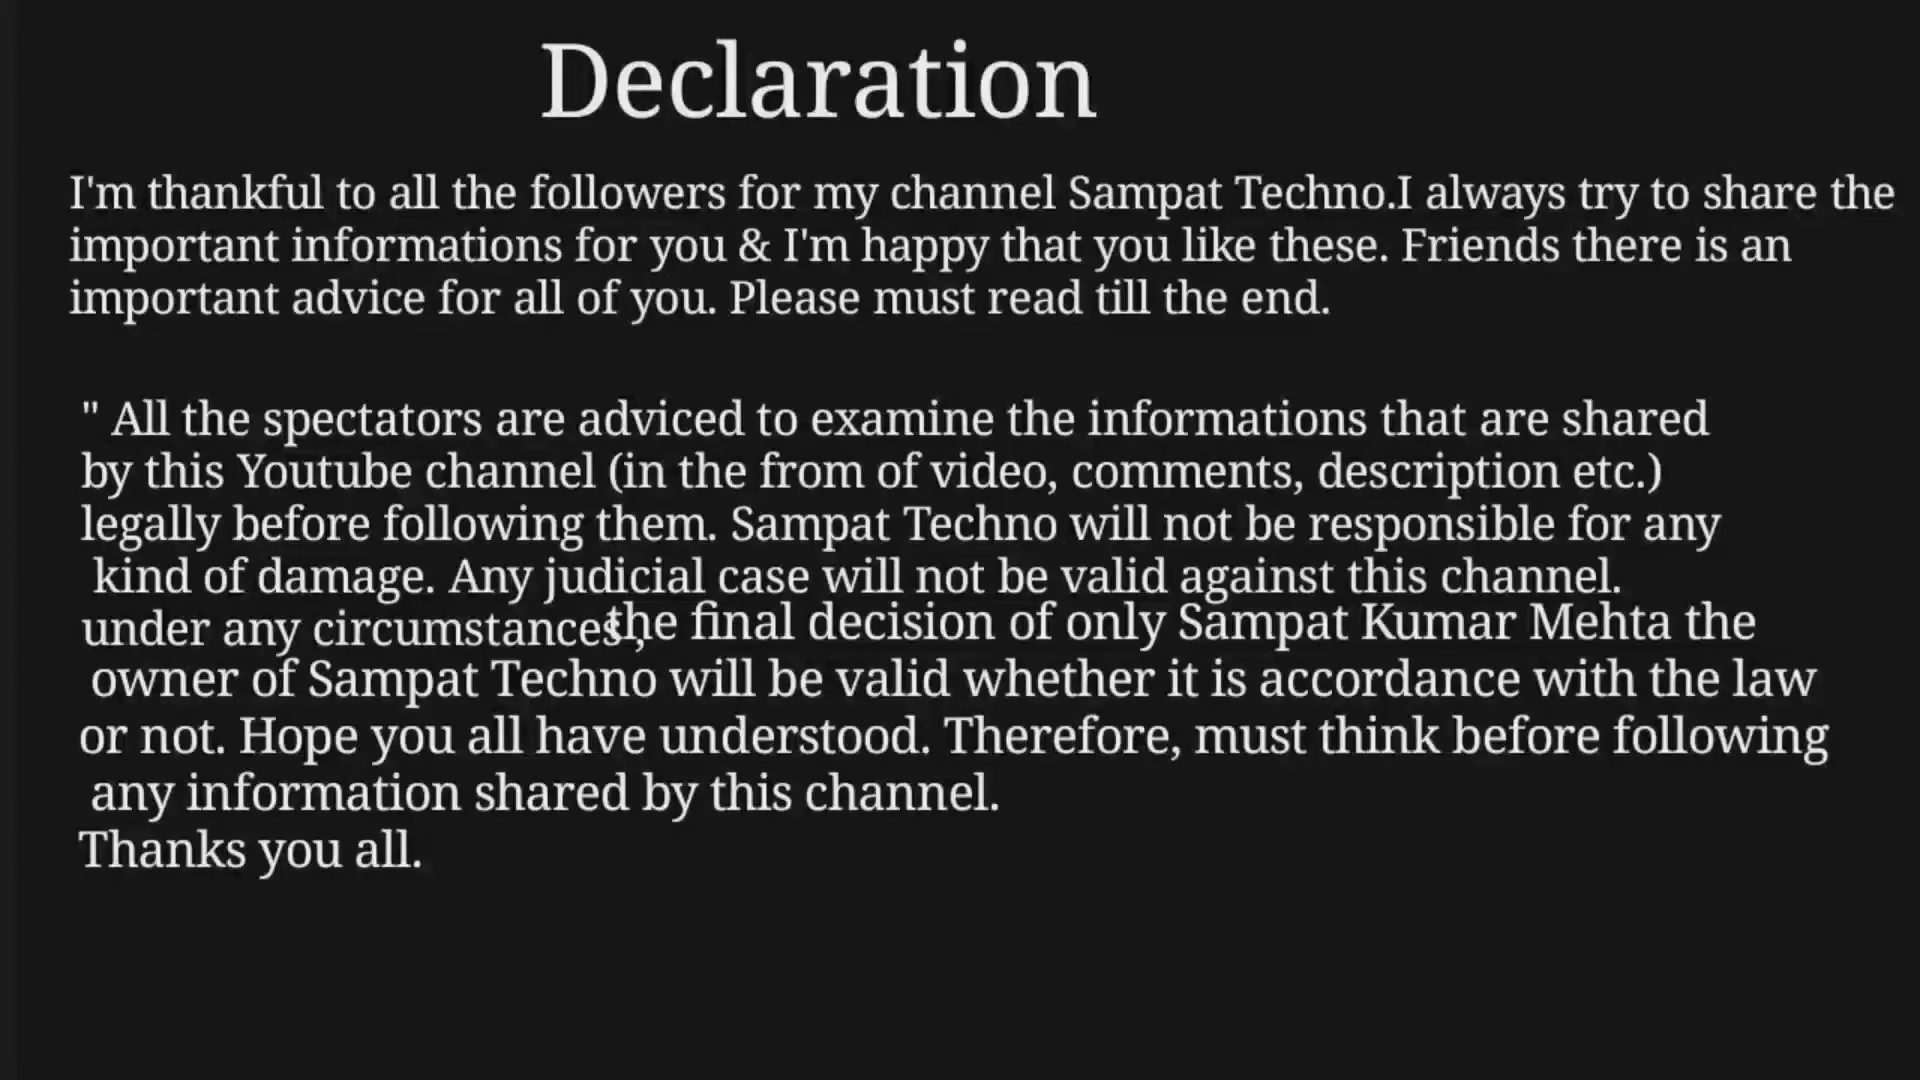 Declaration
I'm thankful to all the followers for my channel Sampat Techno.I always try to share the
important informations for you & I'm happy that you like these. Friends there is an
important advice for all of you. Please must read till the end.
" All the spectators are adviced to examine the informations that are shared
by this Youtube channel (in the from of video, comments, description etc.)
legally before following them. Sampat Techno will not be responsible for any
kind of damage. Any judicial case will not be valid against this channel.
under any circumstances, the final decision of only Sampat Kumar Mehta the
owner of Sampat Techno will be valid whether it is accordance with the law
or not. Hope you all have understood. Therefore, must think before following
any information shared by this channel.
Thanks you all.